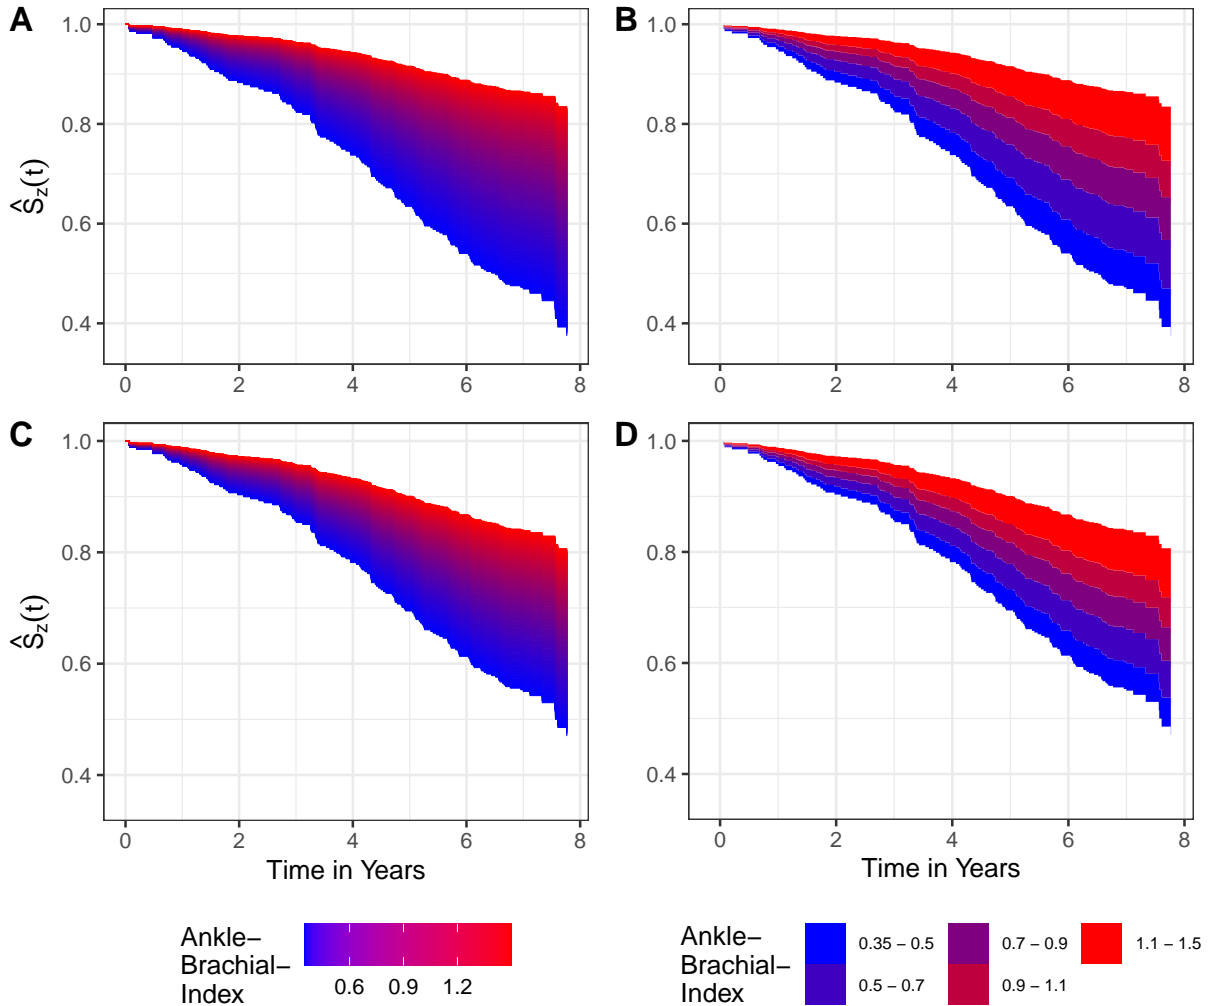 A
1.0
0.8
0.6
0.4
Ŝz(t)
0 2 4 6 8
B
1.0
0.8
0.6
0.4
0 2 4 6 8
C
1.0
0.8
0.6
0.4
Ŝz(t)
0 2 4 6 8
Time in Years
D
1.0
0.8
0.6
0.4
0 2 4 6 8
Time in Years
Ankle–
Brachial–
Index
0.6 0.9 1.2
Ankle–
Brachial–
Index
0.35 – 0.5
0.5 – 0.7
0.7 – 0.9
0.9 – 1.1
1.1 – 1.5